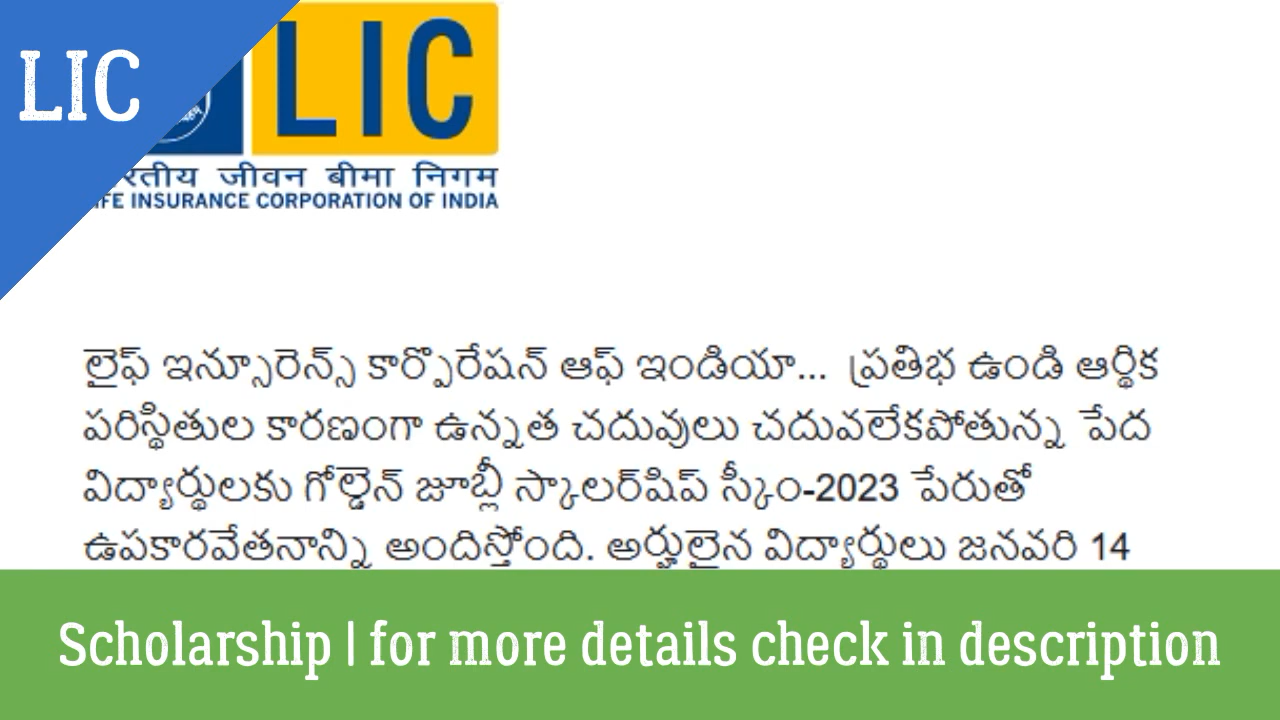 LIC
LIC
रतीय जीवन बीमा निगम
INSURANCE CORPORATION OF INDIA
లైఫ్ ఇన్సూరెన్స్ కార్పొరేషన్ ఆఫ్ ఇండియా... ప్రతిభ ఉండి ఆర్థిక
పరిస్థితుల కారణంగా ఉన్నత చదువులు చదువలేకపోతున్న పేద
విద్యార్థులకు గోల్డెన్ జూబ్లీ స్కాలర్‌షిప్ స్కీం-2023 పేరుతో
ఉపకారవేతనాన్ని అందిస్తోంది. అర్హులైన విద్యార్థులు జనవరి 14
Scholarship | for more details check in description